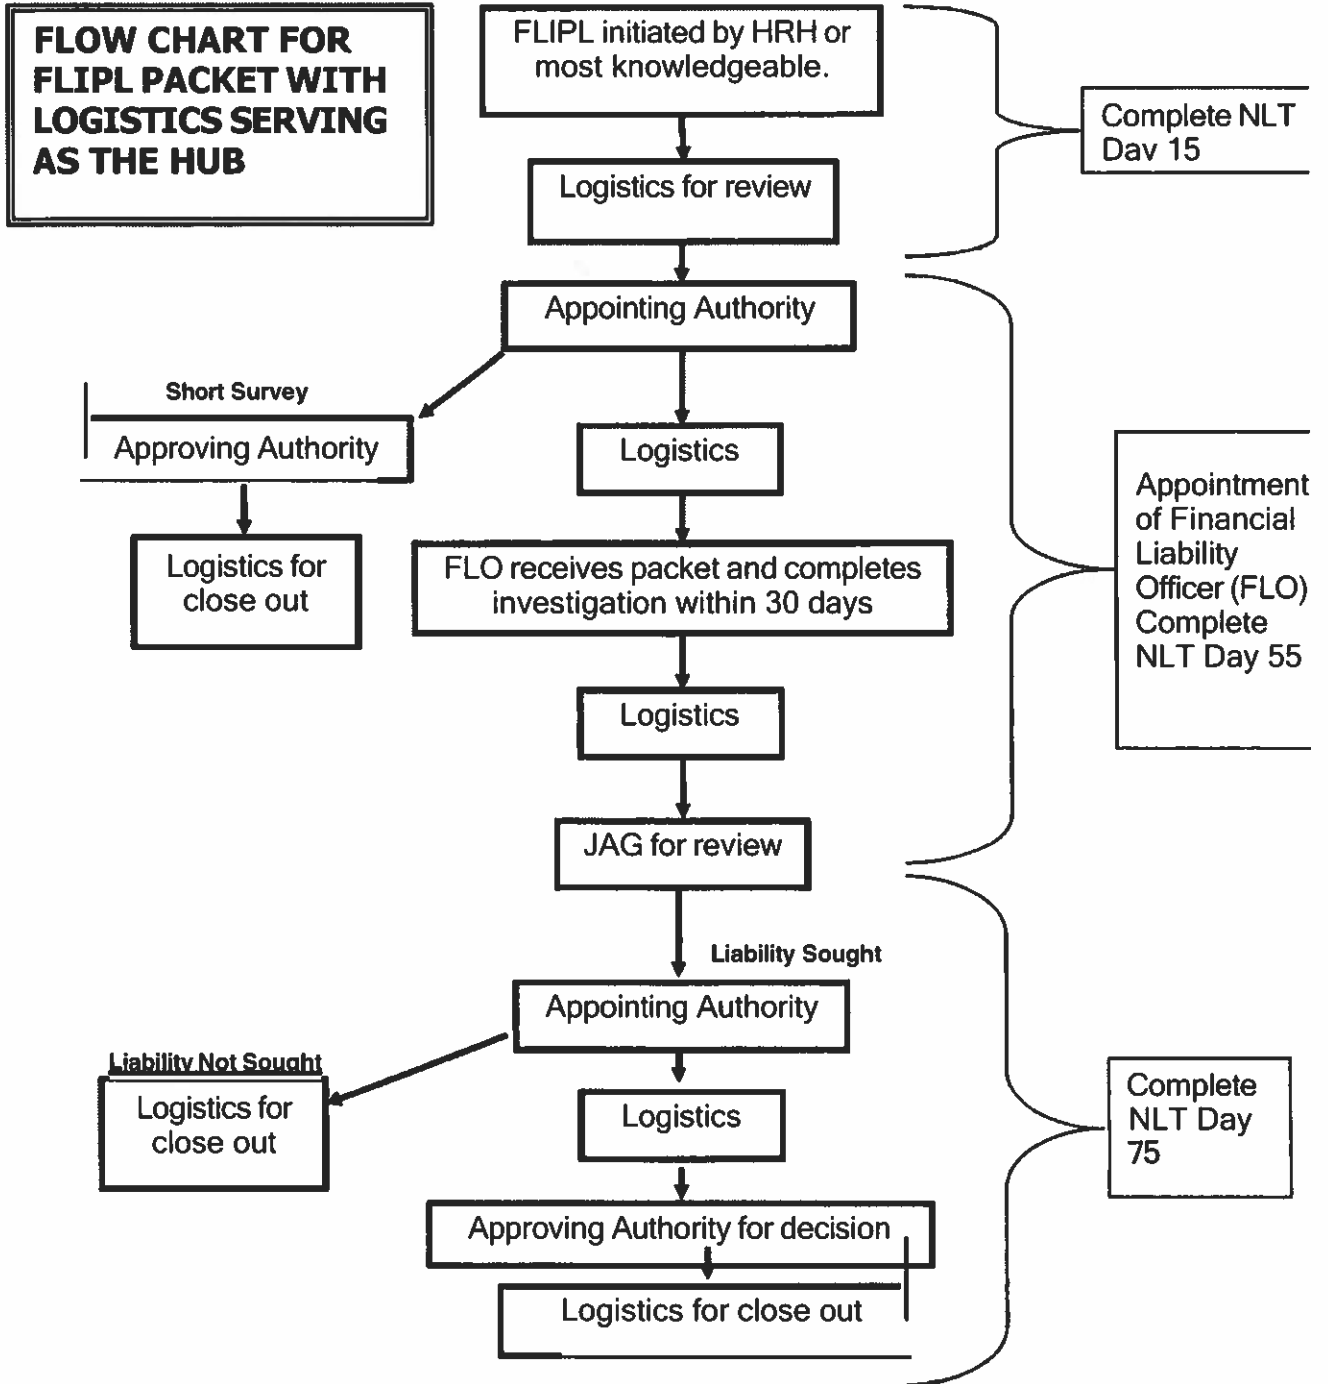 FLOW CHART FOR
FLIPL PACKET WITH
LOGISTICS SERVING
AS THE HUB
FLIPL initiated by HRH or
most knowledgeable.
Complete NLT
Day 15
Logistics for review
Appointing Authority
Short Survey
Approving Authority
Logistics
Logistics for
close out
FLO receives packet and completes
investigation within 30 days
Appointment
of Financial
Liability
Officer (FLO)
Complete
NLT Day 55
Logistics
JAG for review
Liability Sought
Appointing Authority
Liability Not Sought
Logistics for
close out
Logistics
Complete
NLT Day
75
Approving Authority for decision
Logistics for close out